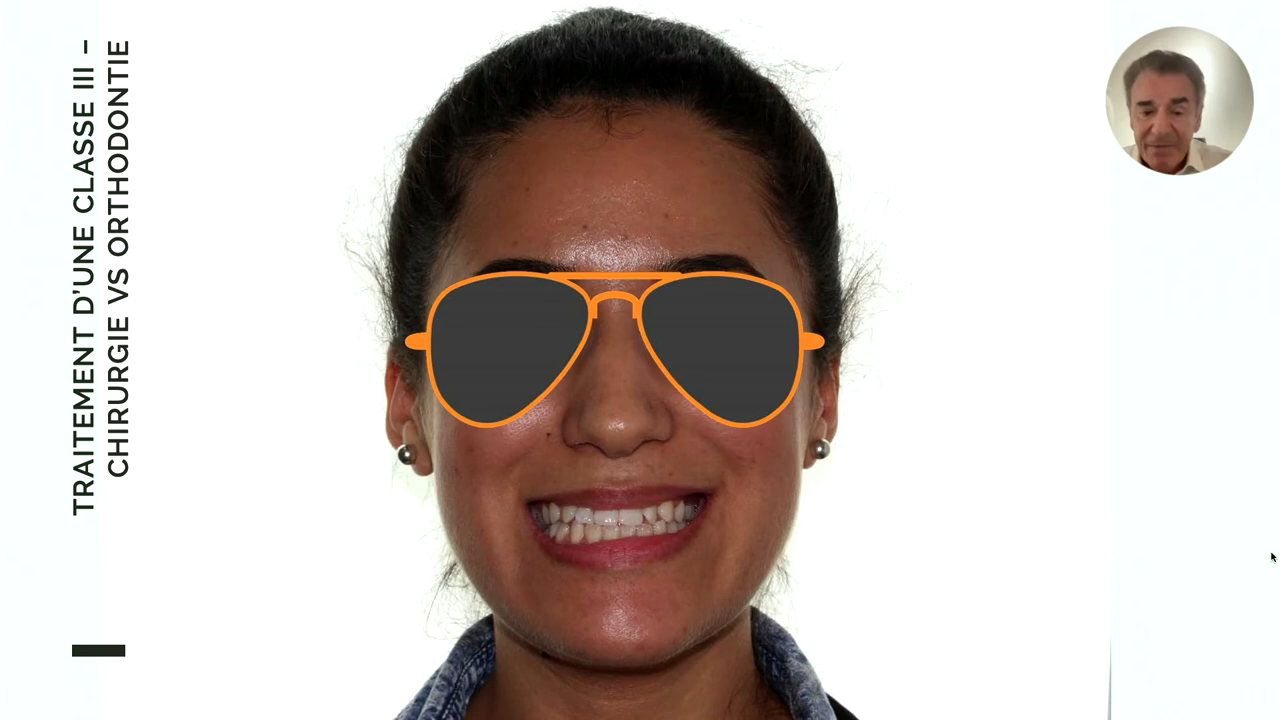 TRAITEMENT D'UNE CLASSE III –
CHIRURGIE VS ORTHODONTIE